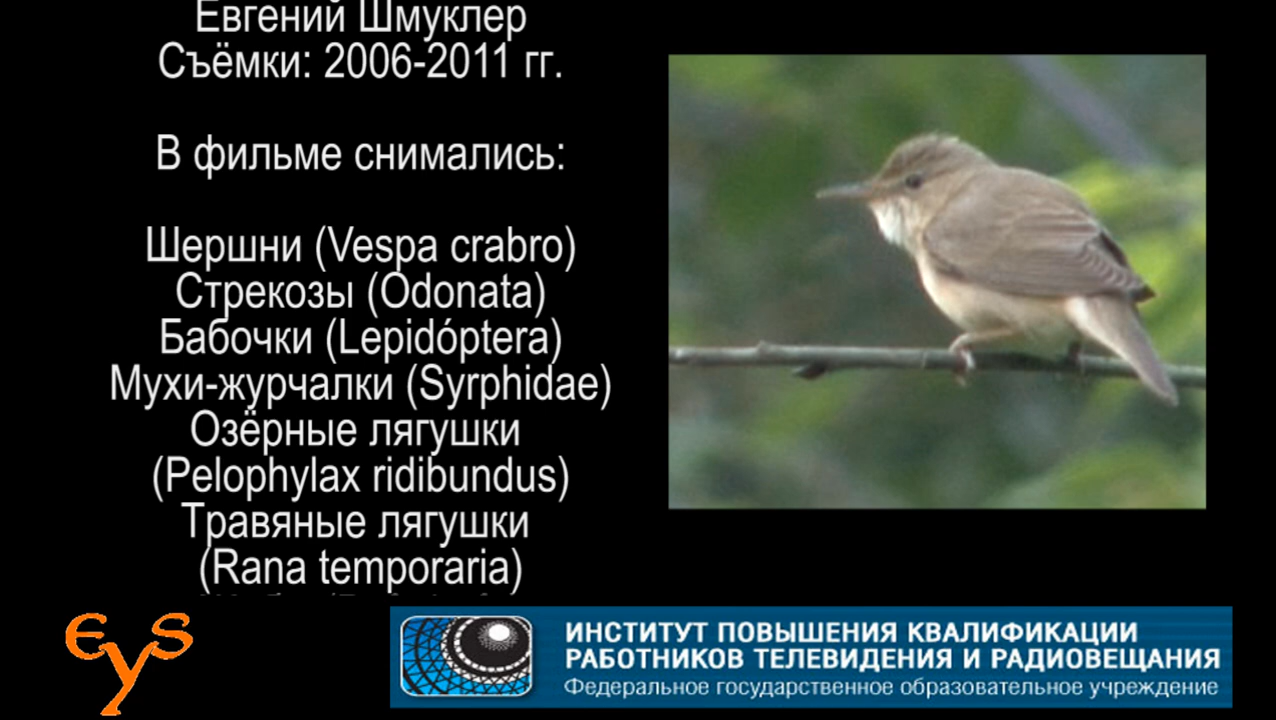 Евгений Шмуклер
Съёмки: 2006-2011 гг.
В фильме снимались:
Шершни (Vespa crabro)
Стрекозы (Odonata)
Бабочки (Lepidóptera)
Мухи-журчалки (Syrphidae)
Озёрные лягушки
(Pelophylax ridibundus)
Травяные лягушки
(Rana temporaria)
EyS
ИНСТИТУТ ПОВЫШЕНИЯ КВАЛИФИКАЦИИ
РАБОТНИКОВ ТЕЛЕВИДЕНИЯ И РАДИОВЕЩАНИЯ
Федеральное государственное образовательное учреждение